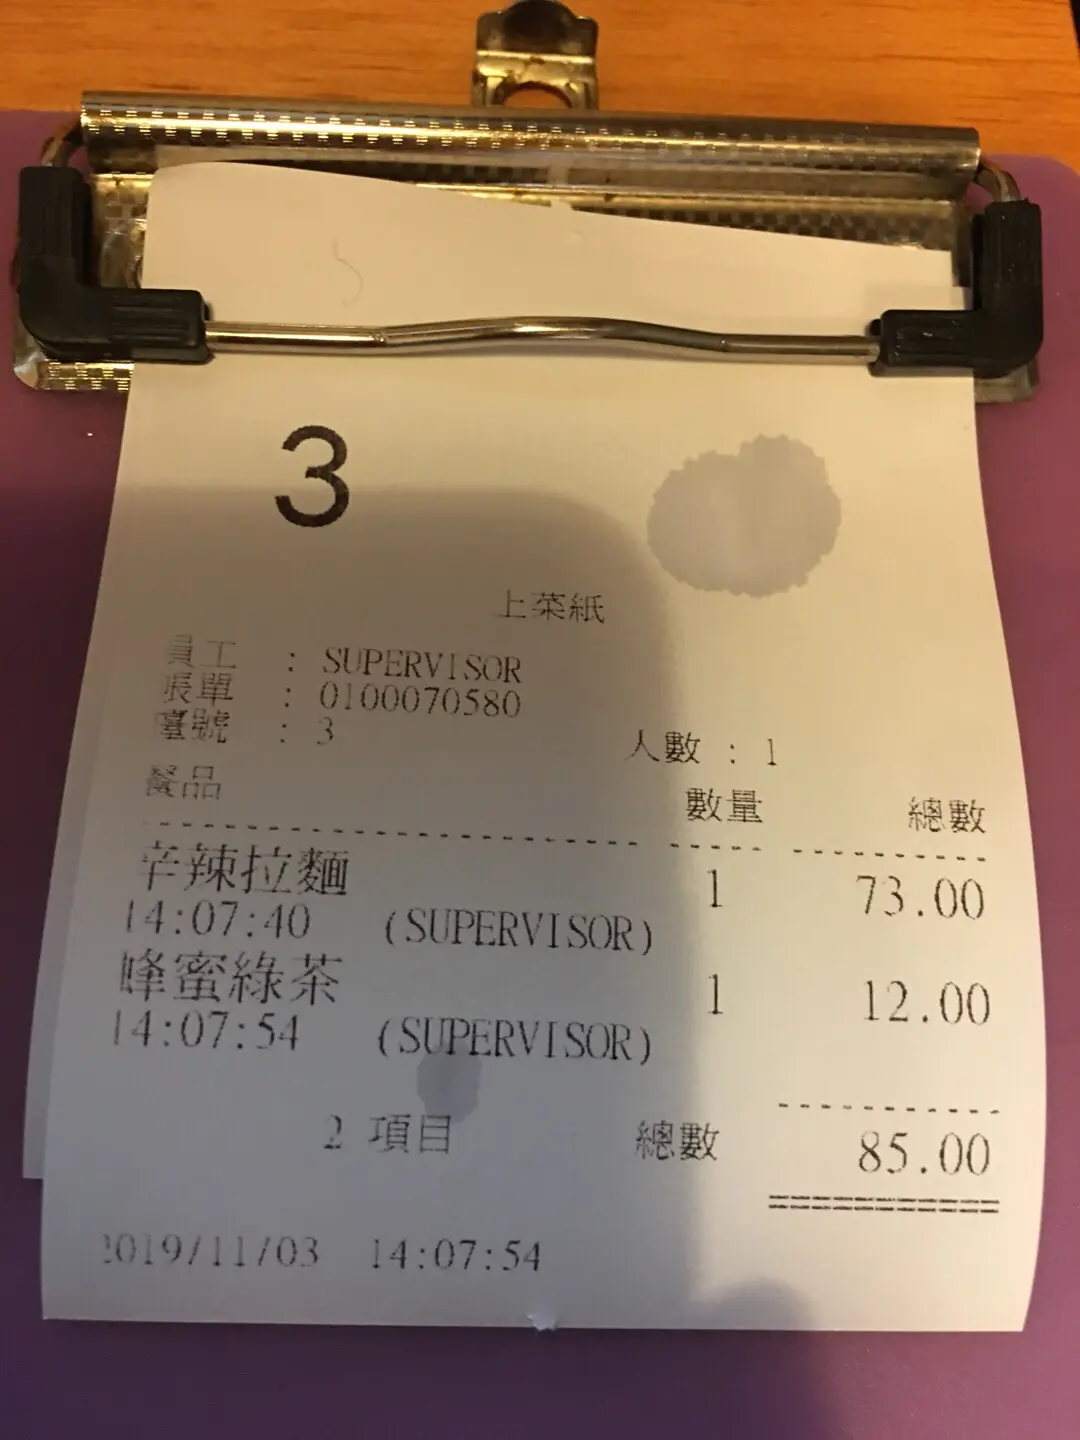 3
上菜紙
員工 : SUPERVISOR
帳單 : 0100070580
檯號 : 3
人數 : 1
餐品 數量 總數
辛辣拉麵 1 73.00
14:07:40 (SUPERVISOR)
蜂蜜綠茶 1 12.00
14:07:54 (SUPERVISOR)
2 項目 總數 85.00
2019/11/03 14:07:54